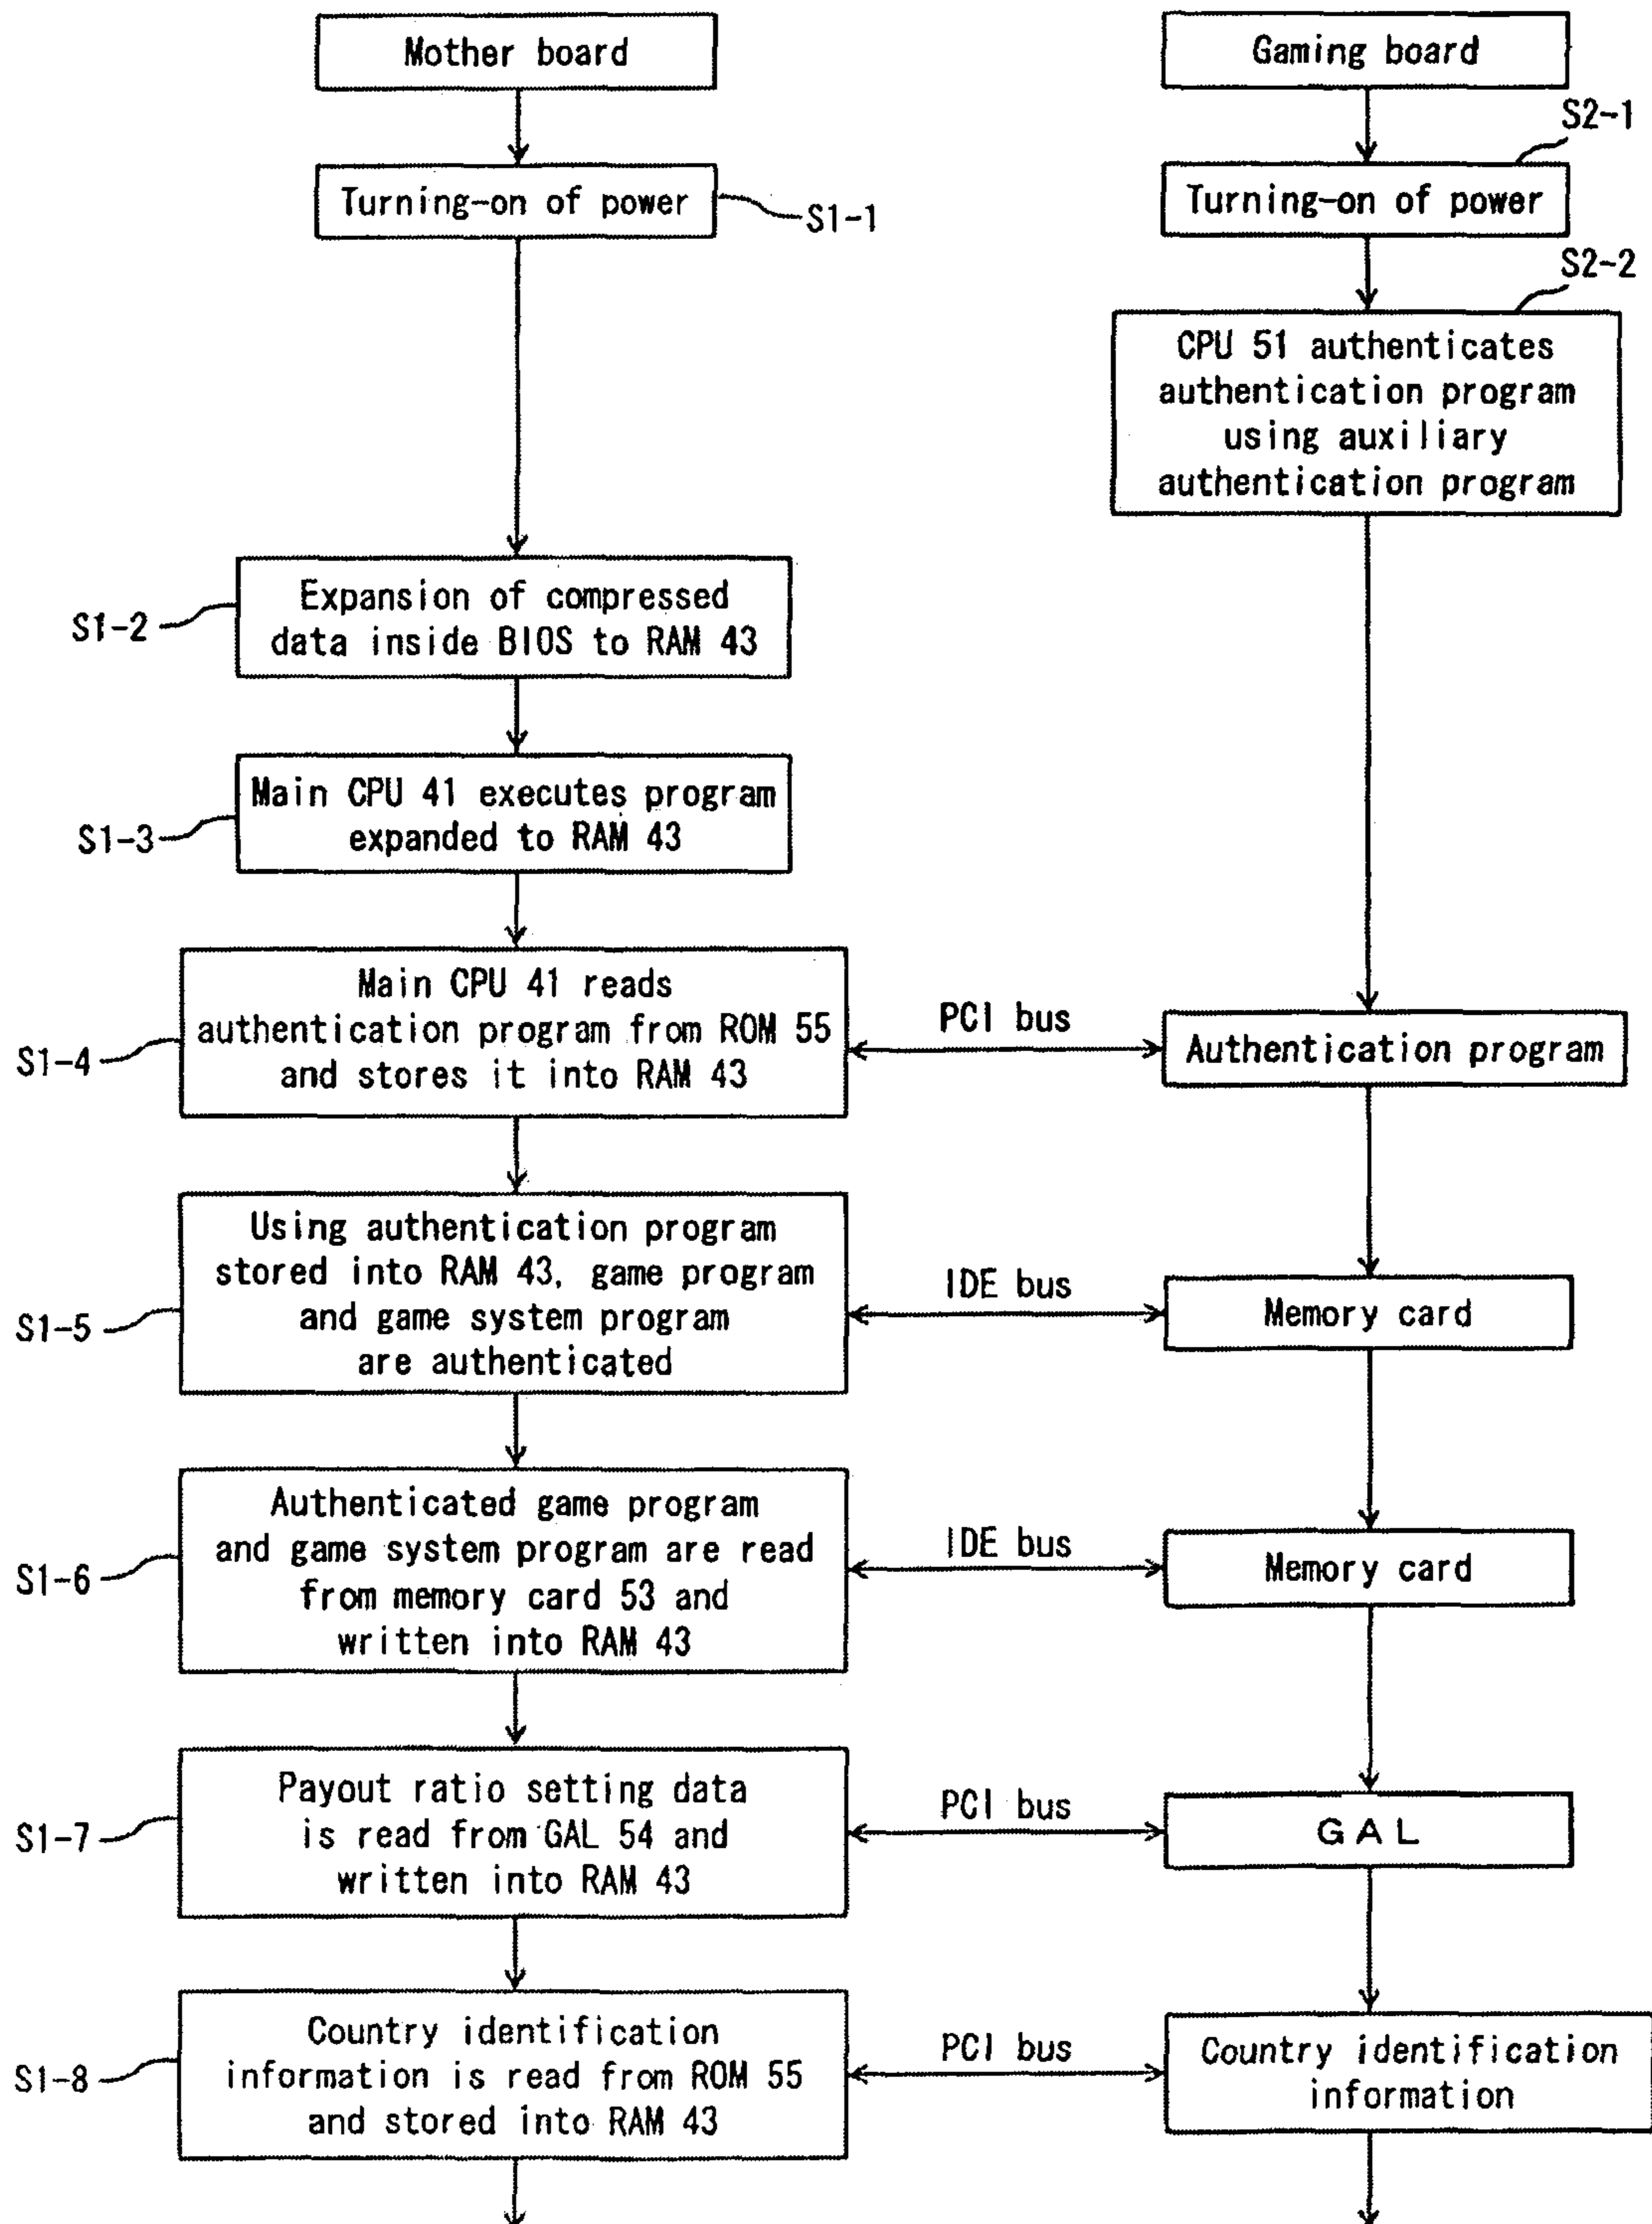 Mother board
Gaming board
S2-1
Turning-on of power
S1-1
Turning-on of power
S2-2
CPU 51 authenticates
authentication program
using auxiliary
authentication program
S1-2
Expansion of compressed
data inside BIOS to RAM 43
S1-3
Main CPU 41 executes program
expanded to RAM 43
S1-4
Main CPU 41 reads
authentication program from ROM 55
and stores it into RAM 43
PCI bus
Authentication program
S1-5
Using authentication program
stored into RAM 43, game program
and game system program
are authenticated
IDE bus
Memory card
S1-6
Authenticated game program
and game system program are read
from memory card 53 and
written into RAM 43
IDE bus
Memory card
S1-7
Payout ratio setting data
is read from GAL 54 and
written into RAM 43
PCI bus
GAL
S1-8
Country identification
information is read from ROM 55
and stored into RAM 43
PCI bus
Country identification
information